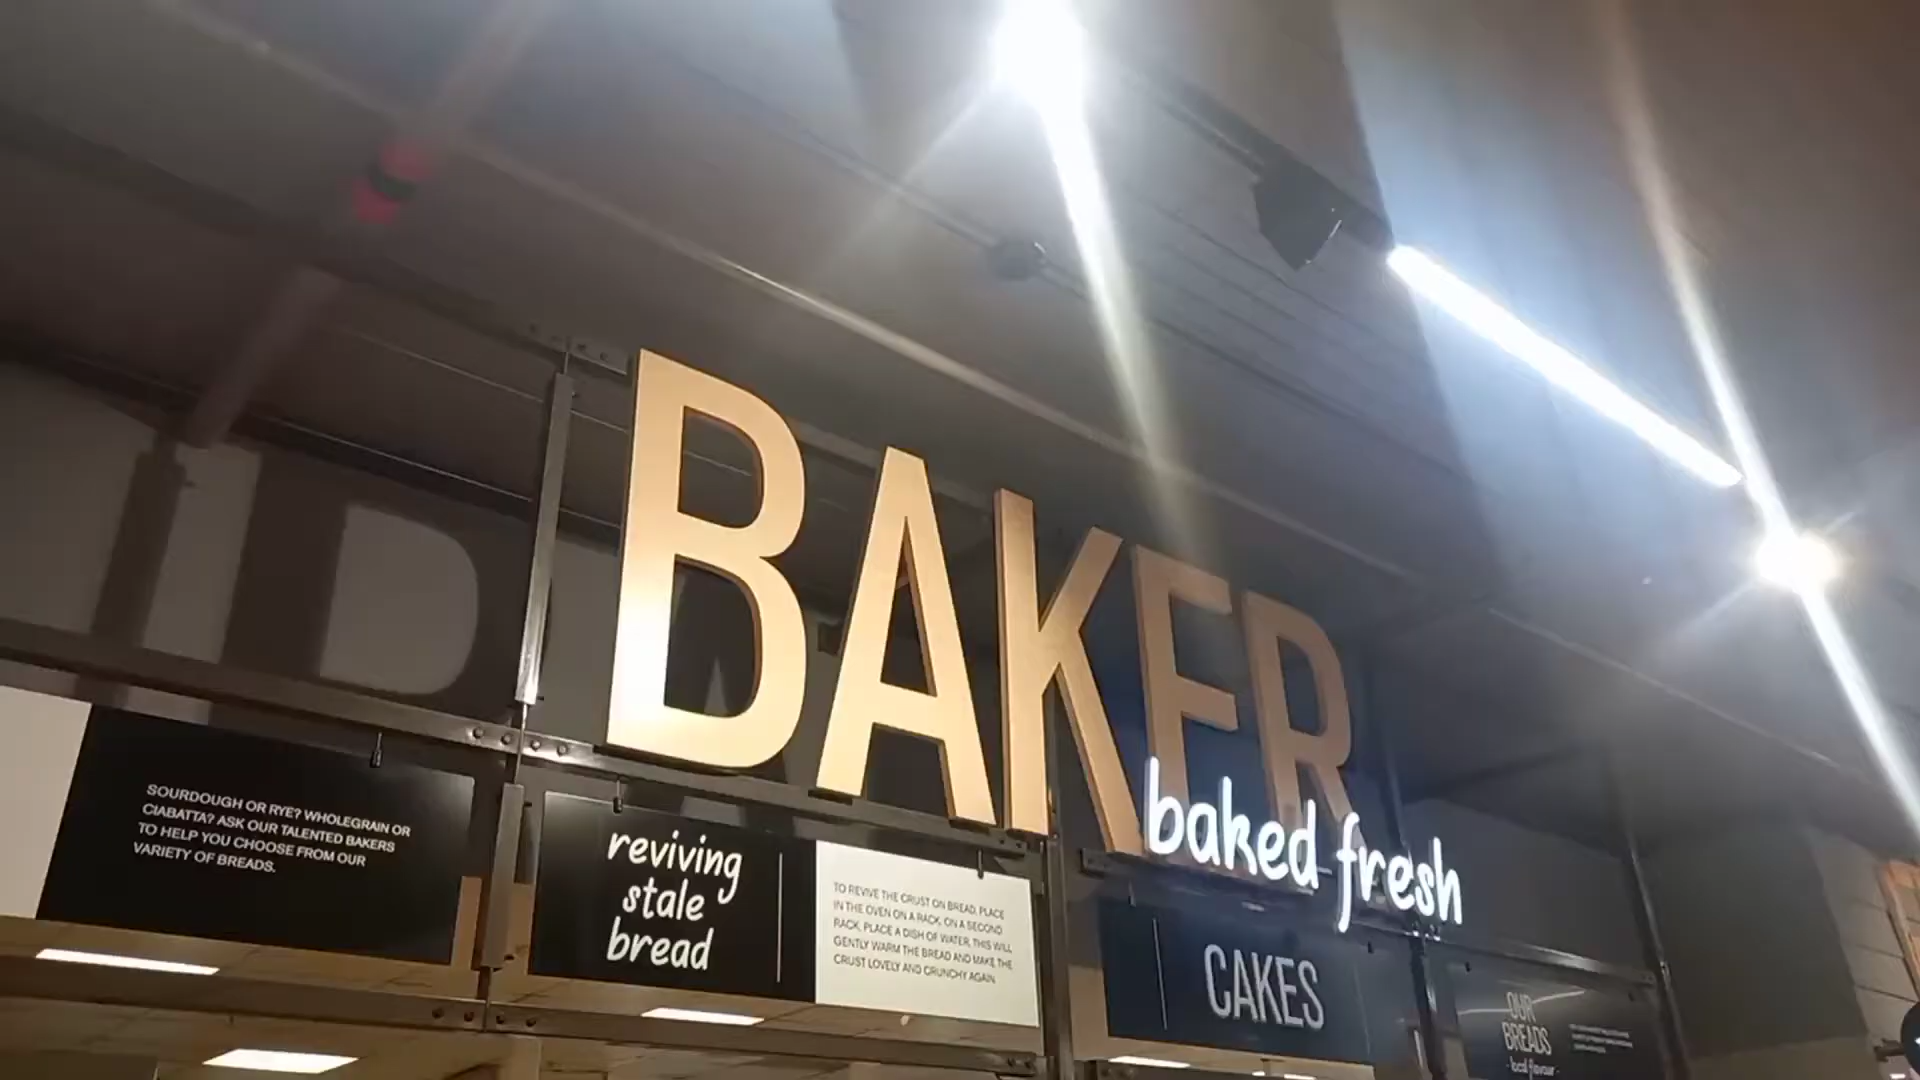 BAKER
baked fresh
SOURDOUGH OR RYE? WHOLEGRAIN OR
CIABATTA? ASK OUR TALENTED BAKERS
TO HELP YOU CHOOSE FROM OUR
VARIETY OF BREADS.
reviving
stale
bread
TO REVIVE THE CRUST ON BREAD, PLACE
IN THE OVEN ON A RACK, ON A SECOND
RACK, PLACE A DISH OF WATER, THIS WILL
GENTLY WARM THE BREAD AND MAKE THE
CRUST LOVELY AND CRUNCHY AGAIN.
CAKES
OUR
BREADS
- local flavour -